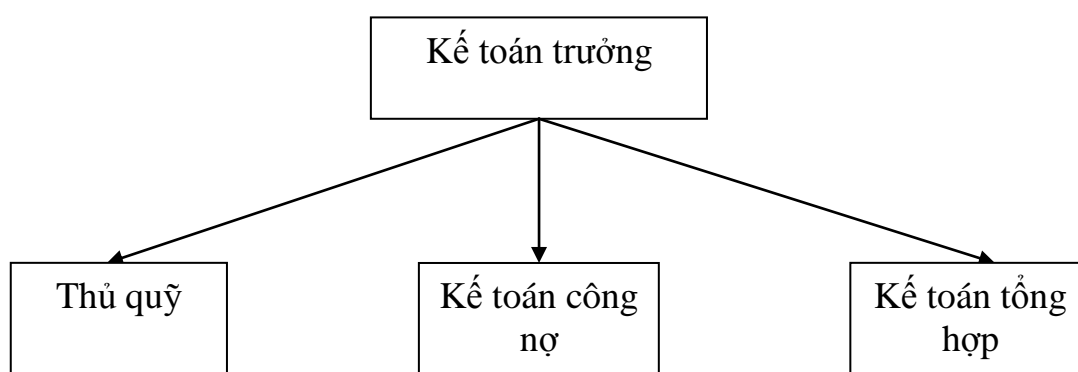 Kế toán trưởng
Thủ quỹ
Kế toán công
nợ
Kế toán tổng
hợp